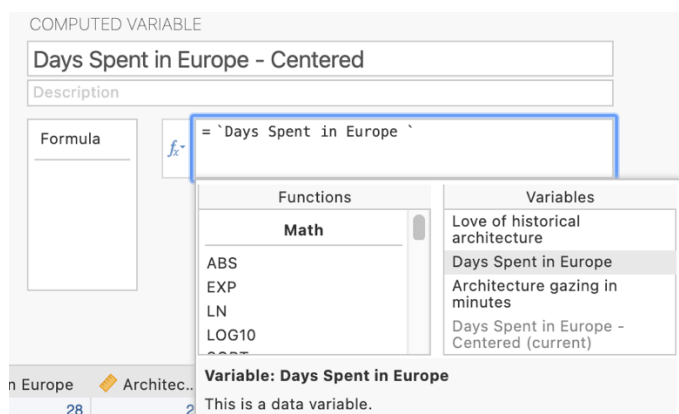 COMPUTED VARIABLE
Days Spent in Europe - Centered
Description
Formula
fx
= `Days Spent in Europe `
Functions
Math
ABS
EXP
LN
LOG10
Variables
Love of historical
architecture
Days Spent in Europe
Architecture gazing in
minutes
Days Spent in Europe -
Centered (current)
n Europe
Architec...
28
2
Variable: Days Spent in Europe
This is a data variable.